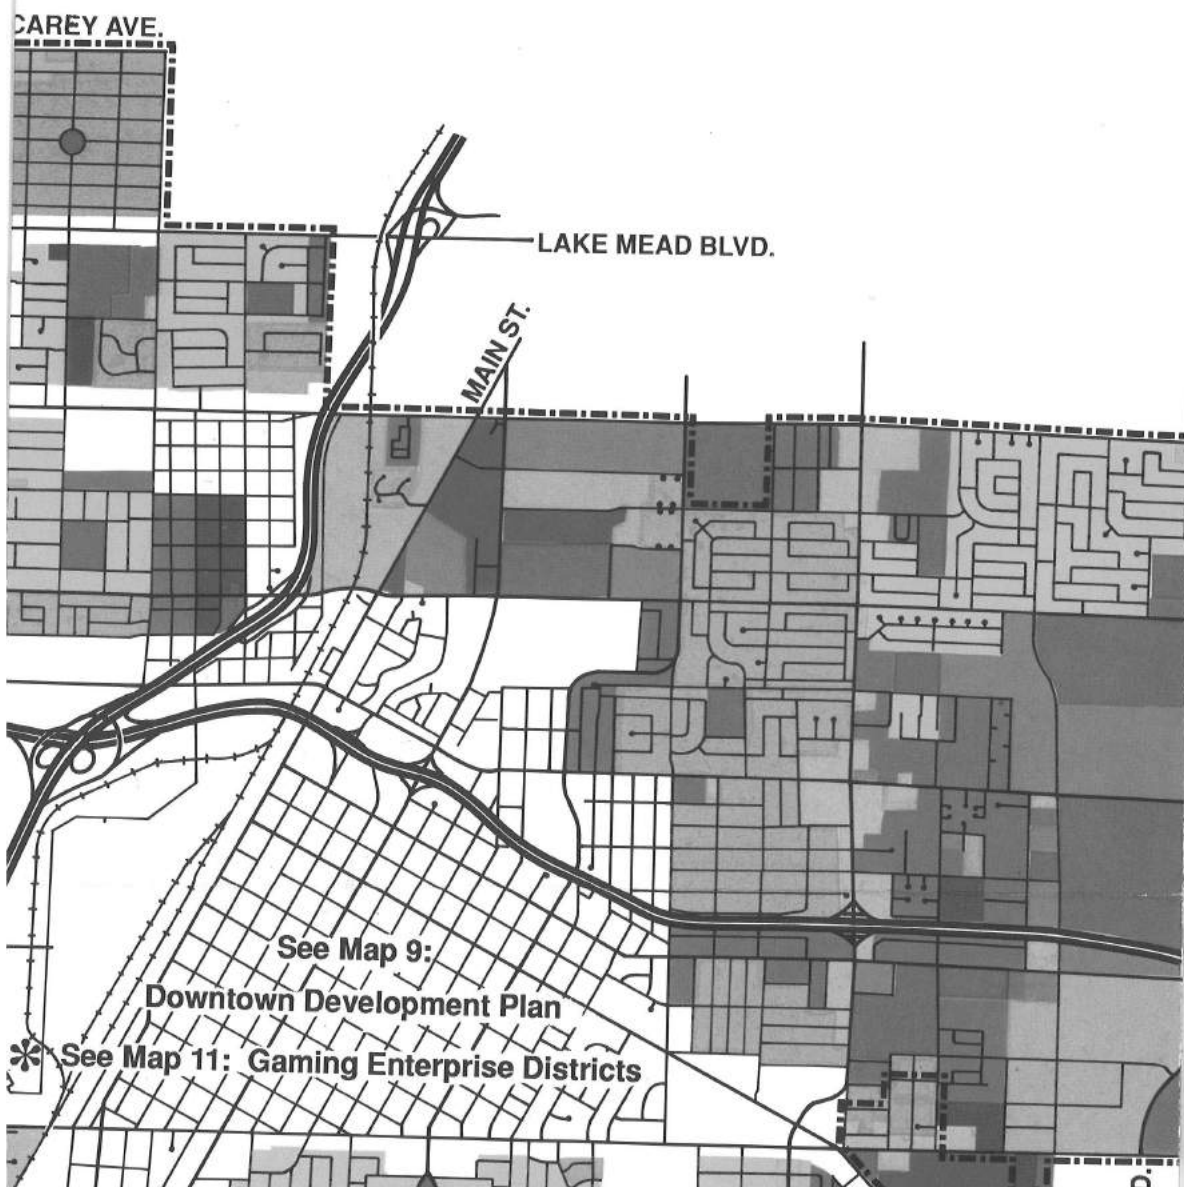 CAREY AVE.
LAKE MEAD BLVD.
MAIN ST.
See Map 9:
Downtown Development Plan
See Map 11: Gaming Enterprise Districts